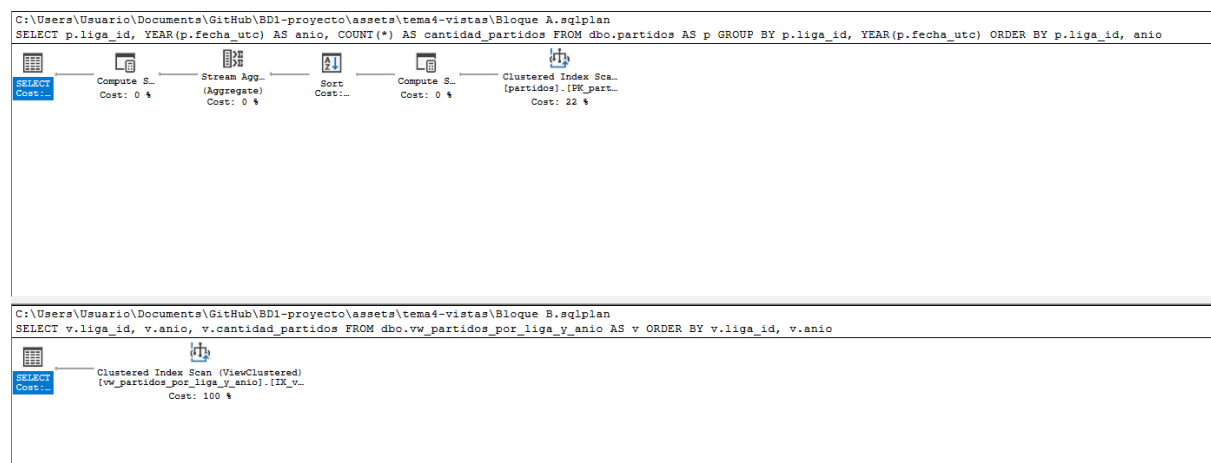 C:\Users\Usuario\Documents\GitHub\BD1-proyecto\assets\tema4-vistas\Bloque A.sqlplan
SELECT p.liga_id, YEAR(p.fecha_utc) AS anio, COUNT(*) AS cantidad_partidos FROM dbo.partidos AS p GROUP BY p.liga_id, YEAR(p.fecha_utc) ORDER BY p.liga_id, anio
SELECT
Cost:…
Compute S…
Cost: 0 %
Stream Agg…
(Aggregate)
Cost: 0 %
Sort
Cost:…
Compute S…
Cost: 0 %
Clustered Index Sca…
[partidos].[PK_part…
Cost: 22 %
C:\Users\Usuario\Documents\GitHub\BD1-proyecto\assets\tema4-vistas\Bloque B.sqlplan
SELECT v.liga_id, v.anio, v.cantidad_partidos FROM dbo.vw_partidos_por_liga_y_anio AS v ORDER BY v.liga_id, v.anio
SELECT
Cost:…
Clustered Index Scan (ViewClustered)
[vw_partidos_por_liga_y_anio].[IX_v…
Cost: 100 %